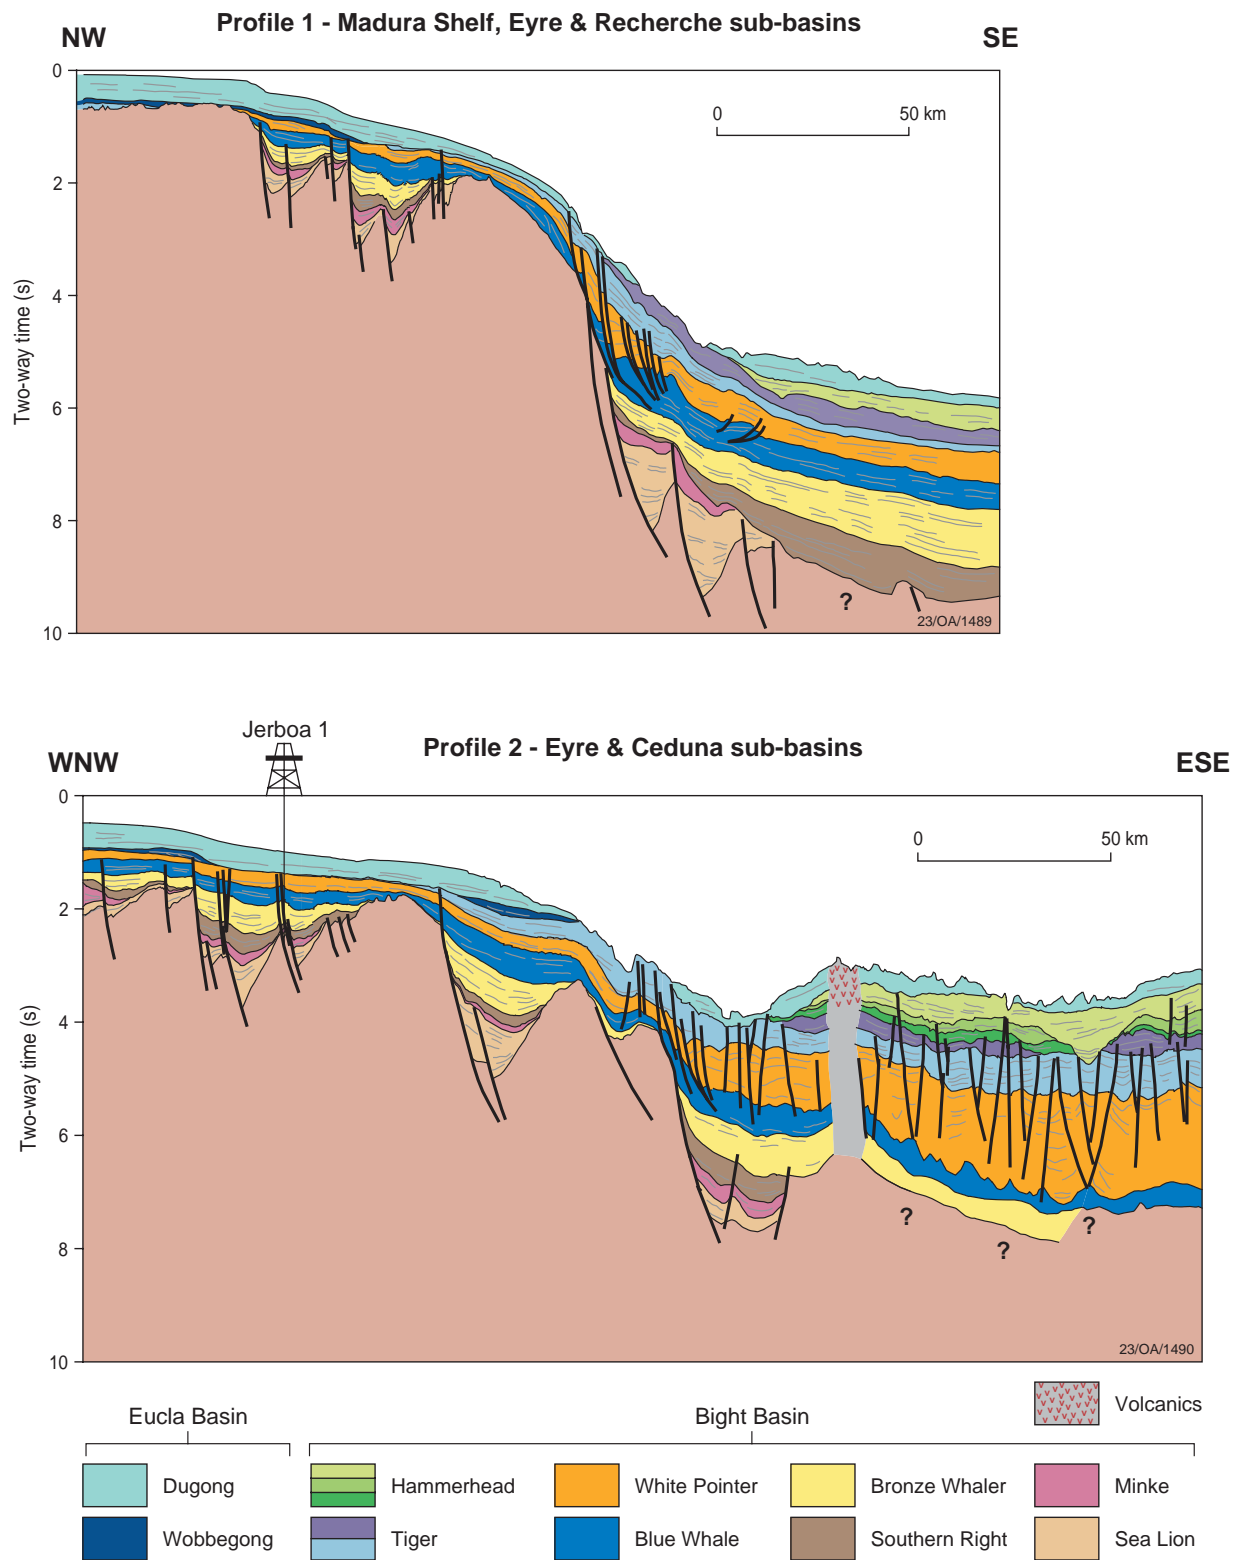 Profile 1 - Madura Shelf, Eyre & Recherche sub-basins
NW
SE
0
0
50 km
2
4
6
8
10
Two-way time (s)
?
23/OA/1489
Jerboa 1
Profile 2 - Eyre & Ceduna sub-basins
WNW
ESE
0
0
50 km
2
4
6
8
10
Two-way time (s)
?
?
?
23/OA/1490
Volcanics
Eucla Basin
Bight Basin
Dugong
Hammerhead
White Pointer
Bronze Whaler
Minke
Wobbegong
Tiger
Blue Whale
Southern Right
Sea Lion